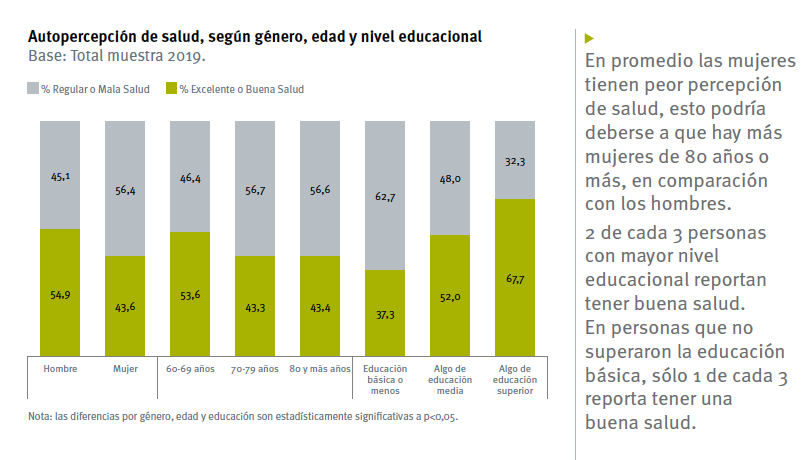 Autopercepción de salud, según género, edad y nivel educacional
Base: Total muestra 2019.
% Regular o Mala Salud
% Excelente o Buena Salud
45,1
56,4
46,4
56,7
56,6
62,7
48,0
32,3
54,9
43,6
53,6
43,3
43,4
37,3
52,0
67,7
Hombre
Mujer
60-69 años
70-79 años
80 y más años
Educación
básica o
menos
Algo de
educación
media
Algo de
educación
superior
Nota: las diferencias por género, edad y educación son estadísticamente significativas a p<0,05.
En promedio las mujeres
tienen peor percepción
de salud, esto podría
deberse a que hay más
mujeres de 80 años o
más, en comparación
con los hombres.
2 de cada 3 personas
con mayor nivel
educacional reportan
tener buena salud.
En personas que no
superaron la educación
básica, sólo 1 de cada 3
reporta tener una
buena salud.